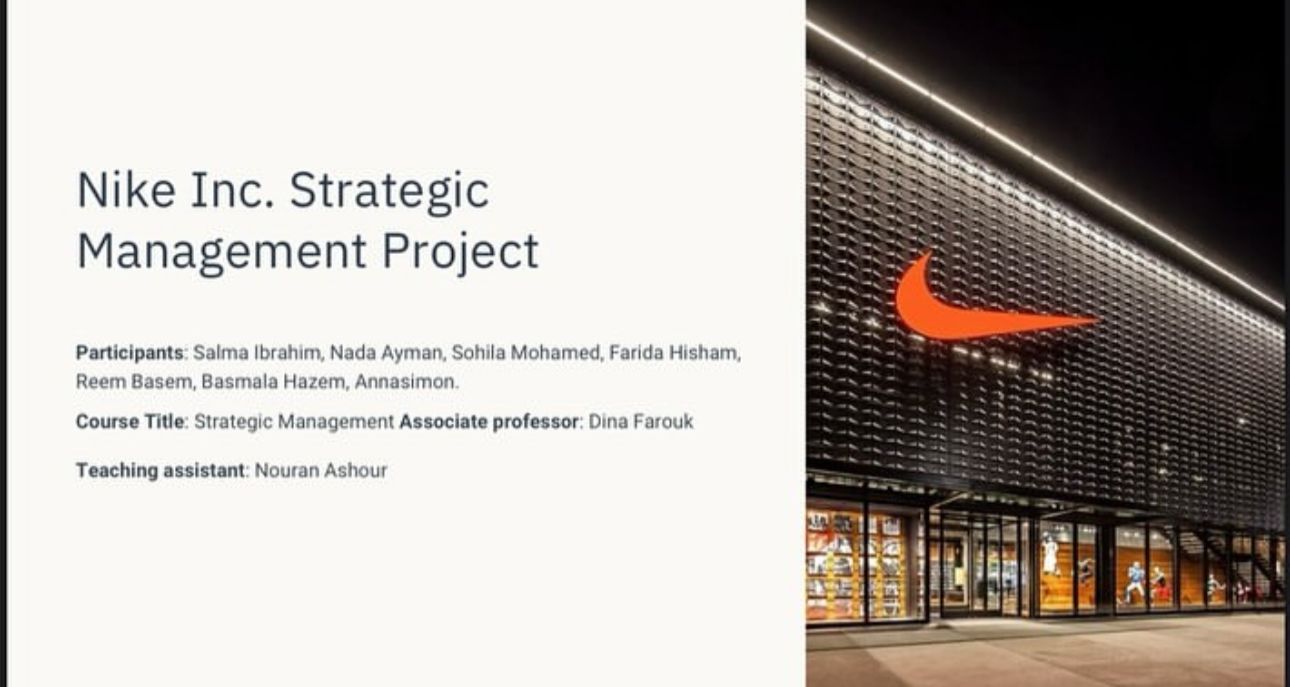 Nike Inc. Strategic
Management Project
Participants: Salma Ibrahim, Nada Ayman, Sohila Mohamed, Farida Hisham,
Reem Basem, Basmala Hazem, Annasimon.
Course Title: Strategic Management Associate professor: Dina Farouk
Teaching assistant: Nouran Ashour